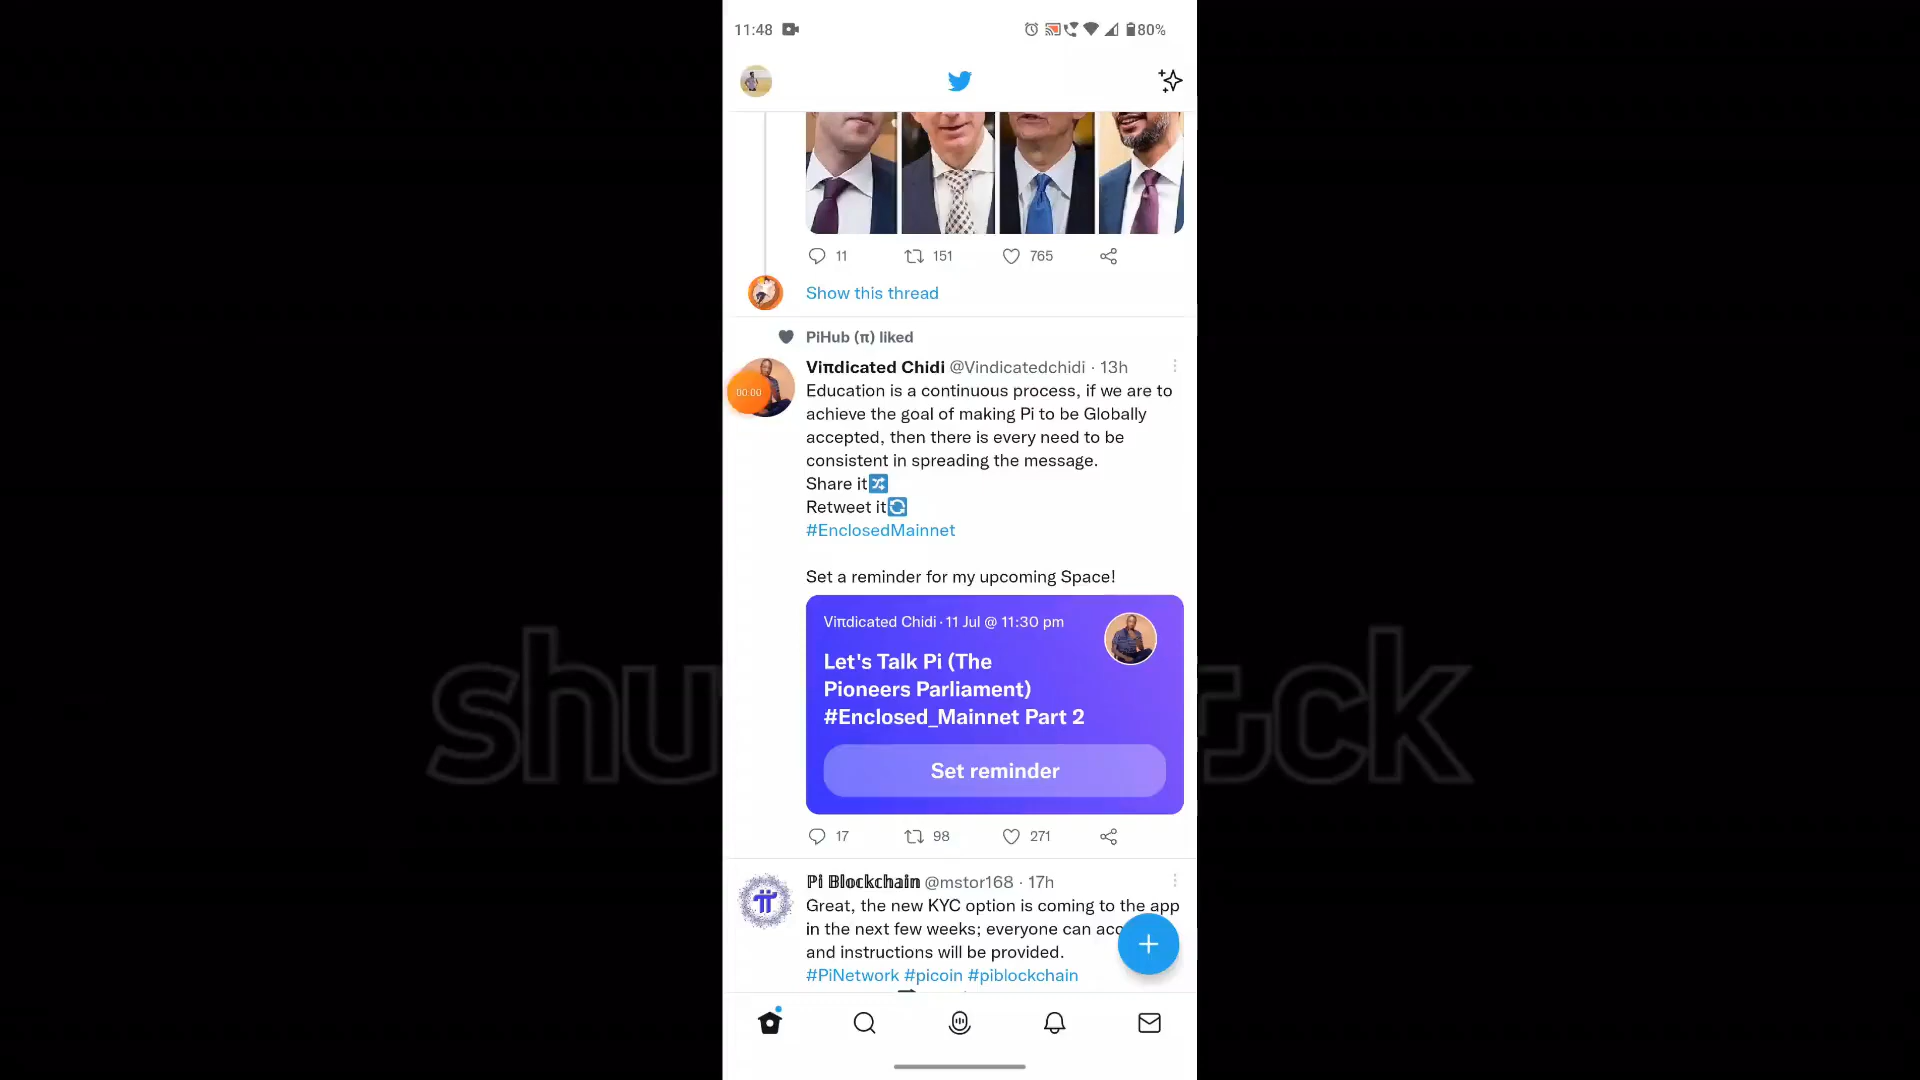 11:48
80%
11 151 765
Show this thread
PiHub (π) liked
Viπdicated Chidi @Vindicatedchidi · 13h
00:00
Education is a continuous process, if we are to
achieve the goal of making Pi to be Globally
accepted, then there is every need to be
consistent in spreading the message.
Share it🔀
Retweet it🔄
#EnclosedMainnet
Set a reminder for my upcoming Space!
Viπdicated Chidi · 11 Jul @ 11:30 pm
Let's Talk Pi (The
Pioneers Parliament)
#Enclosed_Mainnet Part 2
Set reminder
17 98 271
ℙ𝕚 𝔹𝕝𝕠𝕔𝕜𝕔𝕙𝕒𝕚𝕟 @mstor168 · 17h
Great, the new KYC option is coming to the app
in the next few weeks; everyone can
and instructions will be provided.
#PiNetwork #picoin #piblockchain